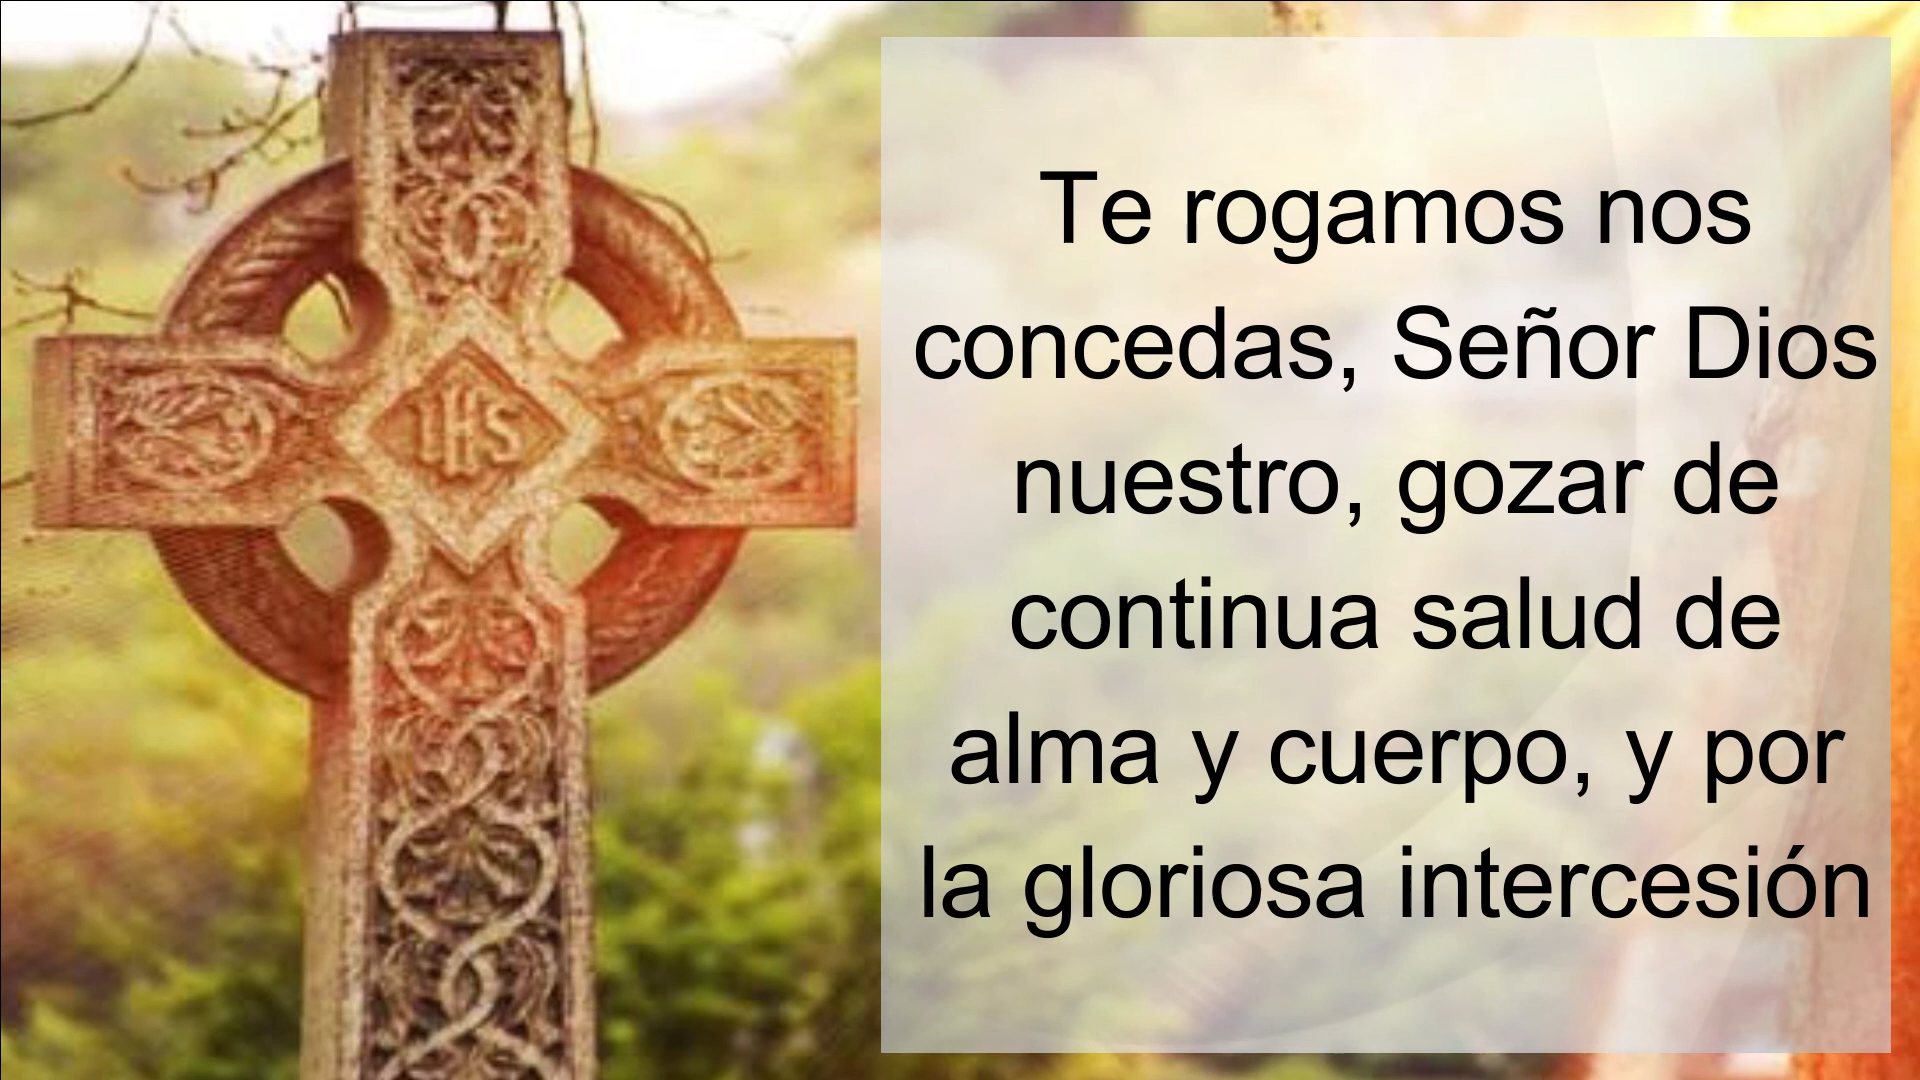 IHS
Te rogamos nos
concedas, Señor Dios
nuestro, gozar de
continua salud de
alma y cuerpo, y por
la gloriosa intercesión